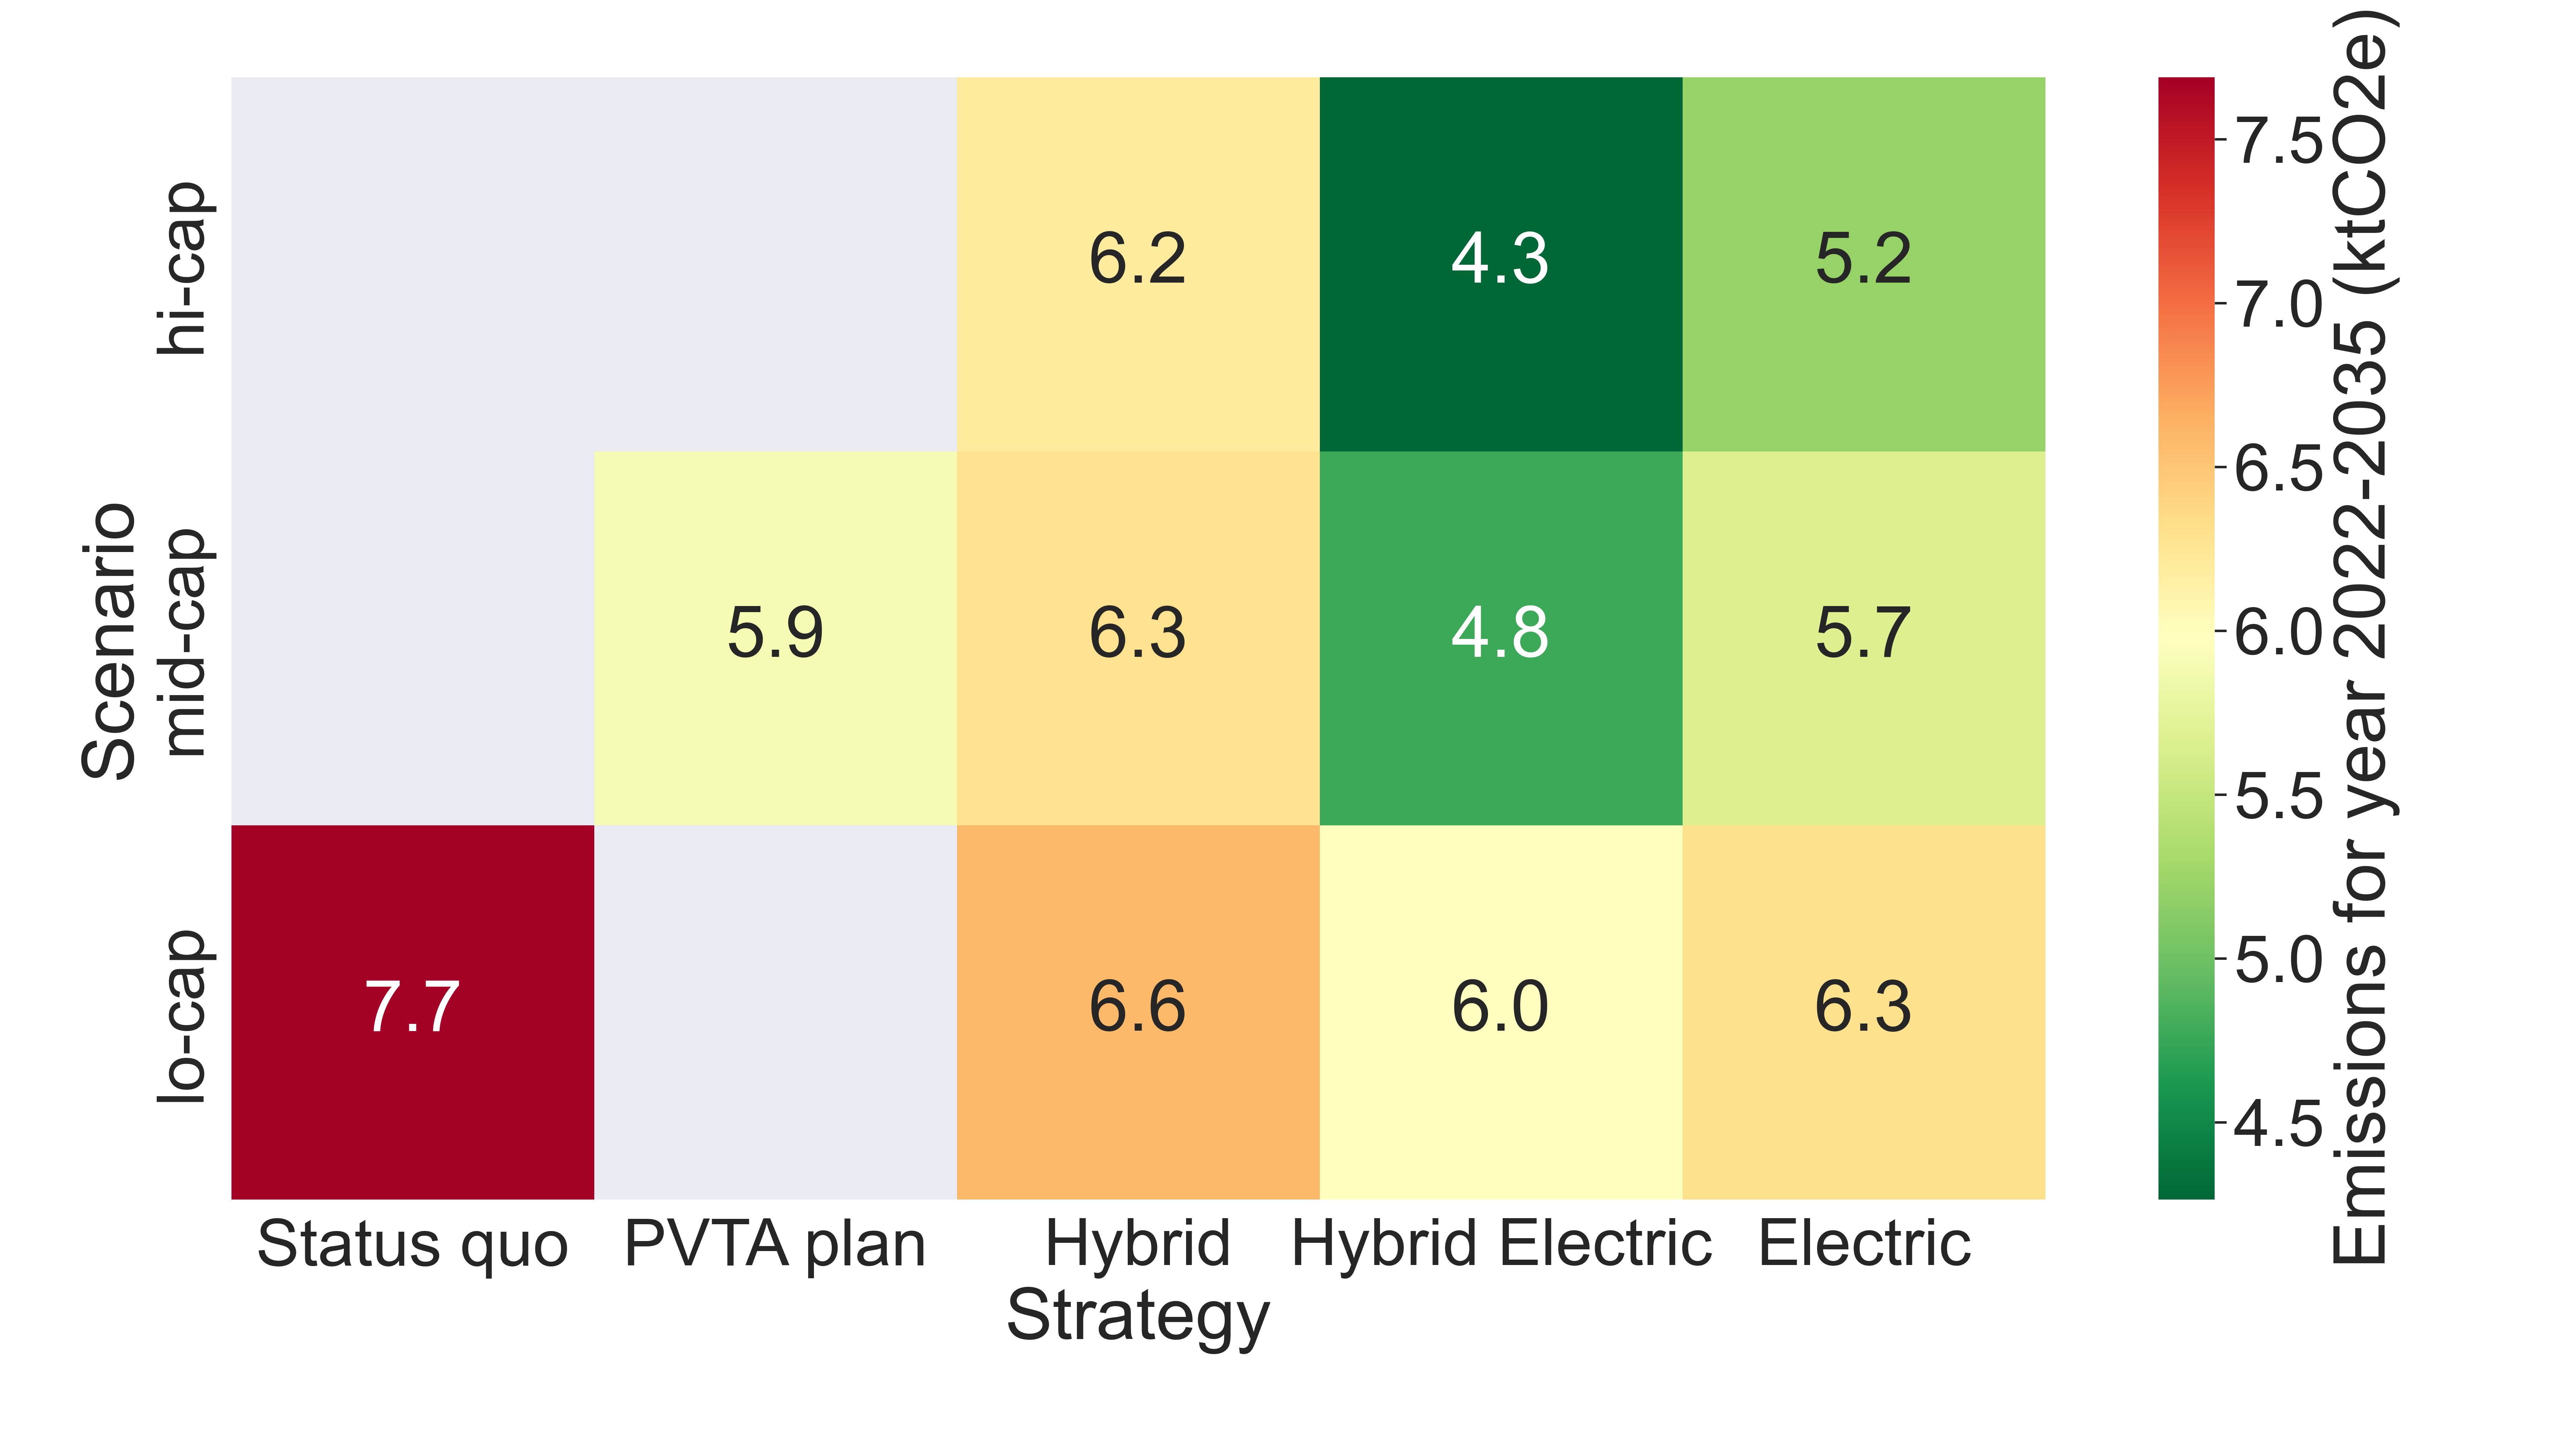 Scenario
hi-cap
mid-cap
lo-cap
6.2
4.3
5.2
5.9
6.3
4.8
5.7
7.7
6.6
6.0
6.3
Status quo
PVTA plan
Hybrid
Hybrid Electric
Electric
Strategy
7.5
7.0
6.5
6.0
5.5
5.0
4.5
Emissions for year 2022-2035 (ktCO2e)